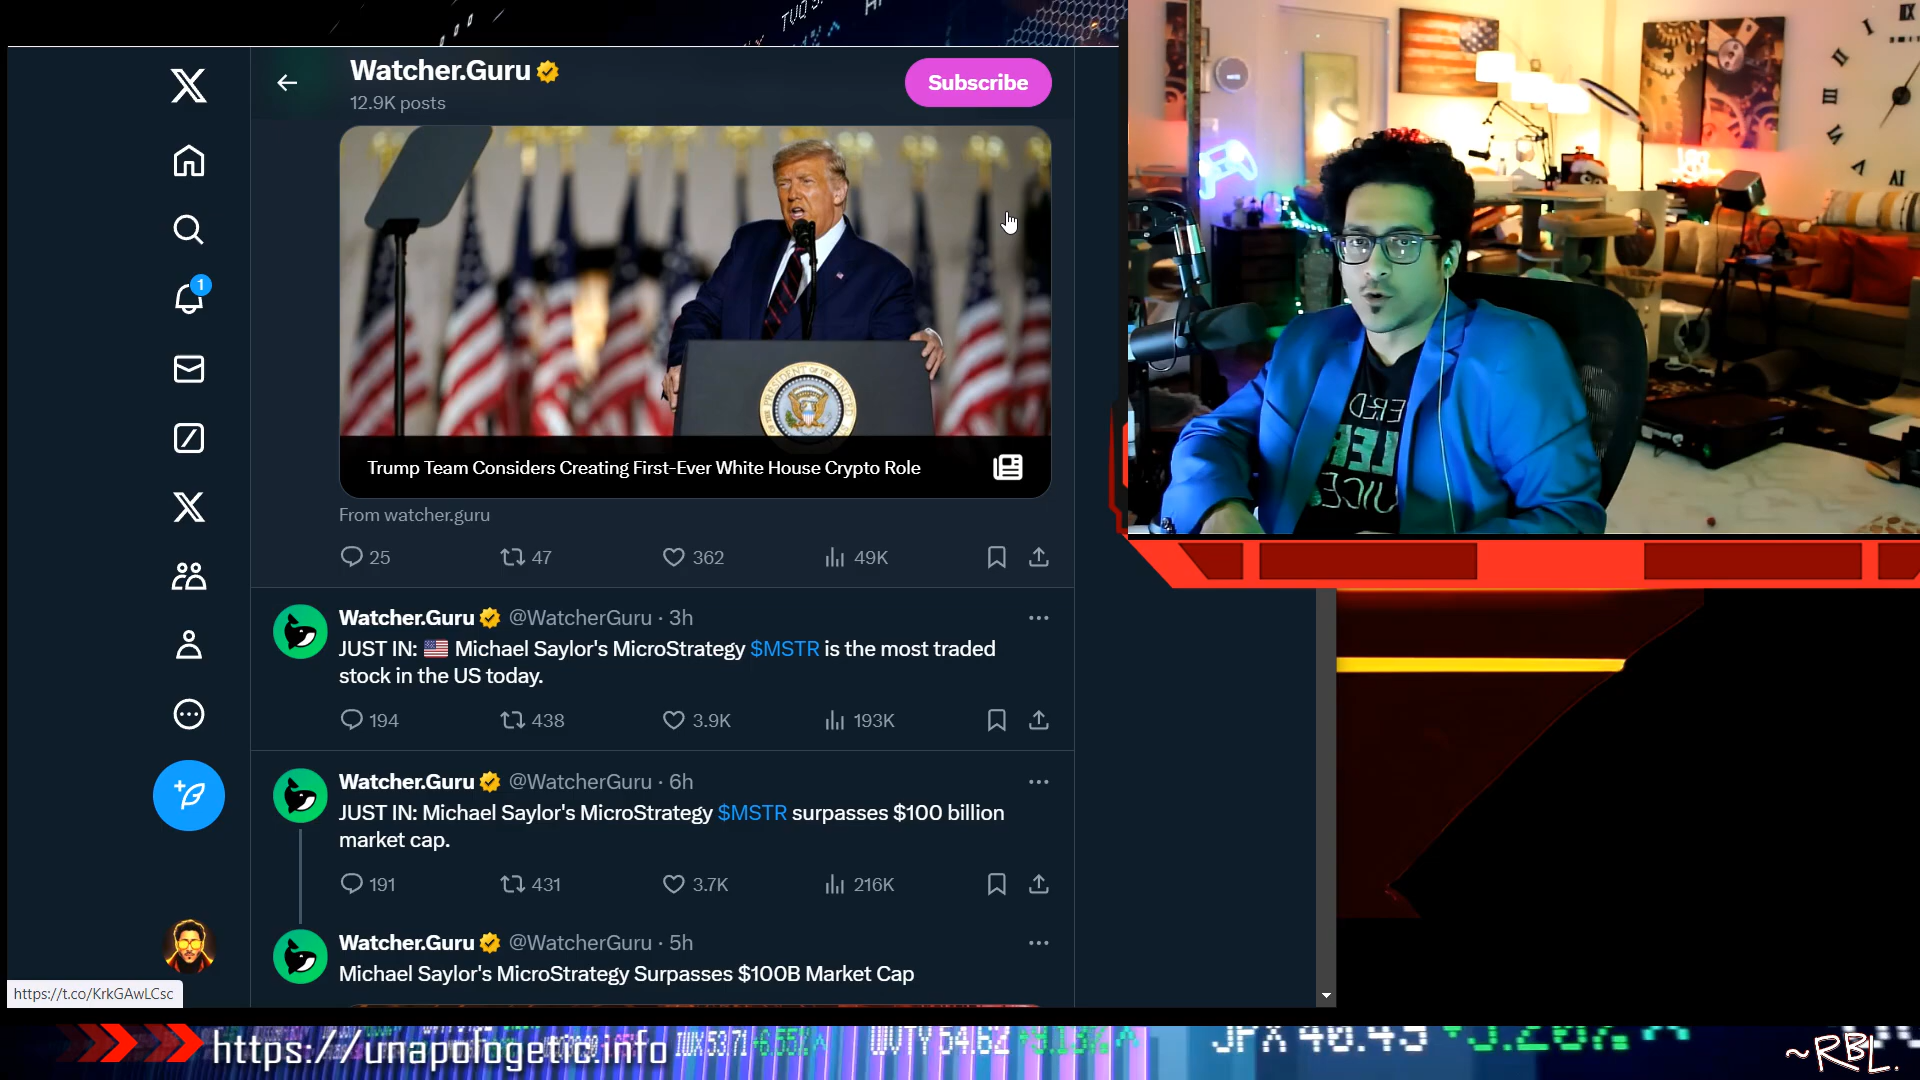 Watcher.Guru
12.9K posts
Subscribe
Trump Team Considers Creating First-Ever White House Crypto Role
From watcher.guru
25 47 362 49K
1
Watcher.Guru @WatcherGuru · 3h
JUST IN: 🇺🇸 Michael Saylor's MicroStrategy $MSTR is the most traded
stock in the US today.
194 438 3.9K 193K
Watcher.Guru @WatcherGuru · 6h
JUST IN: Michael Saylor's MicroStrategy $MSTR surpasses $100 billion
market cap.
191 431 3.7K 216K
Watcher.Guru @WatcherGuru · 5h
Michael Saylor's MicroStrategy Surpasses $100B Market Cap
https://t.co/KrkGAwLCsc
https://unapologetic.info
~RBL.